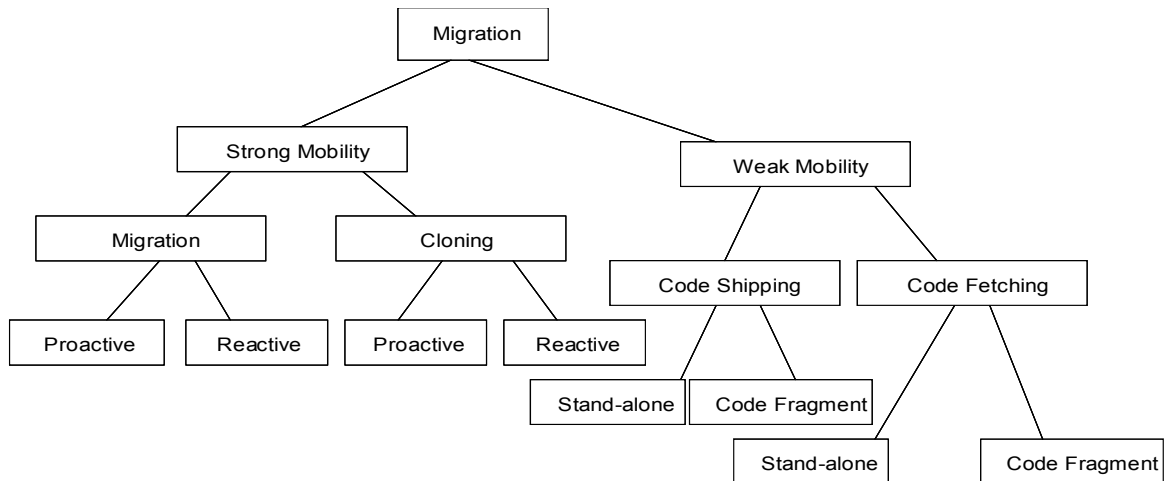 Migration
Strong Mobility
Weak Mobility
Migration
Cloning
Code Shipping
Code Fetching
Proactive
Reactive
Proactive
Reactive
Stand-alone
Code Fragment
Stand-alone
Code Fragment